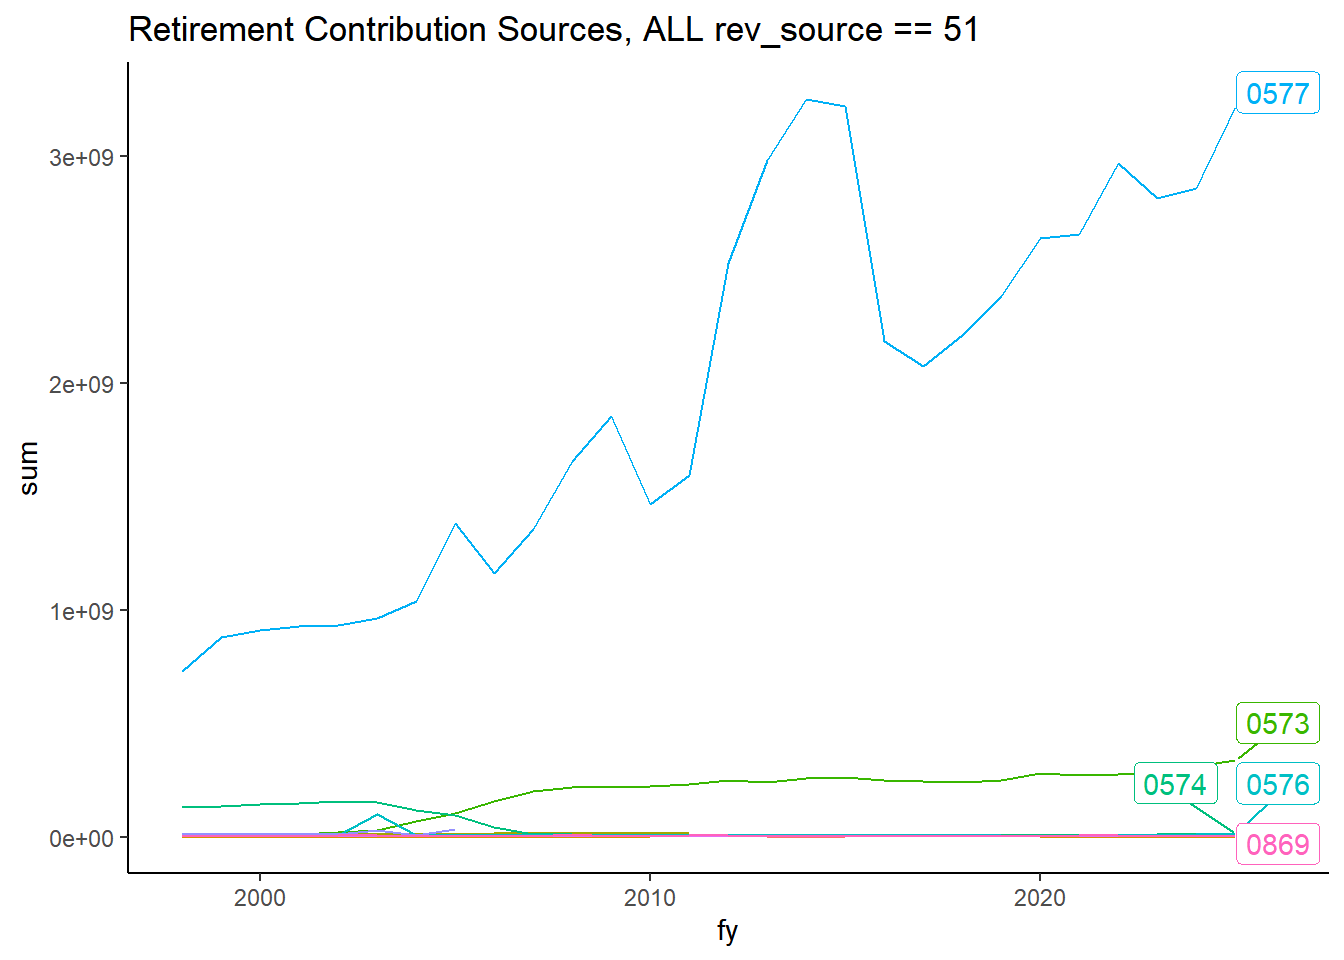 Retirement Contribution Sources, ALL rev_source == 51
0577
3e+09
2e+09
sum
1e+09
0573
0574
0576
0e+00
0869
2000
2010
2020
fy